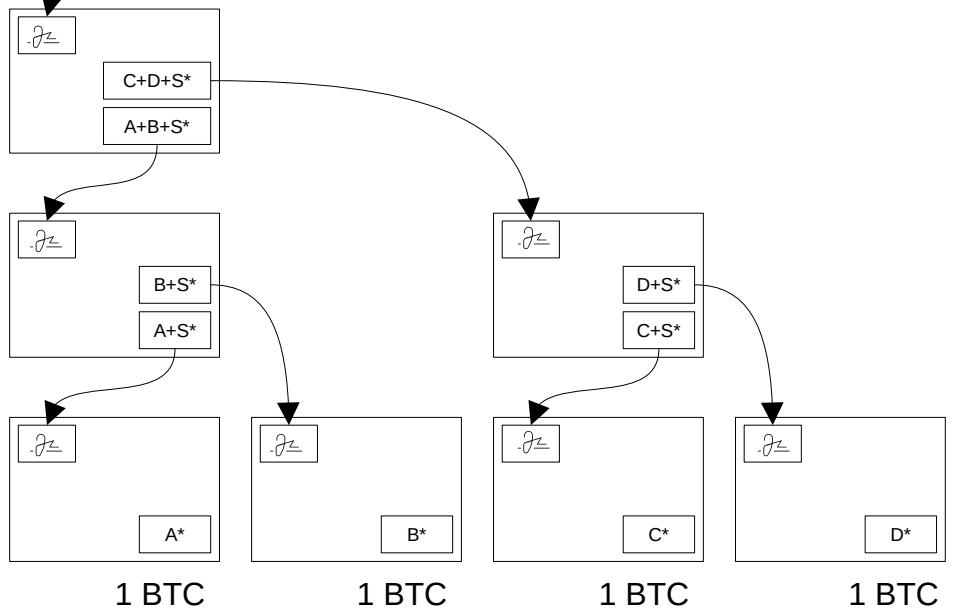 C+D+S*
A+B+S*
B+S*
A+S*
D+S*
C+S*
A*
B*
C*
D*
1 BTC
1 BTC
1 BTC
1 BTC